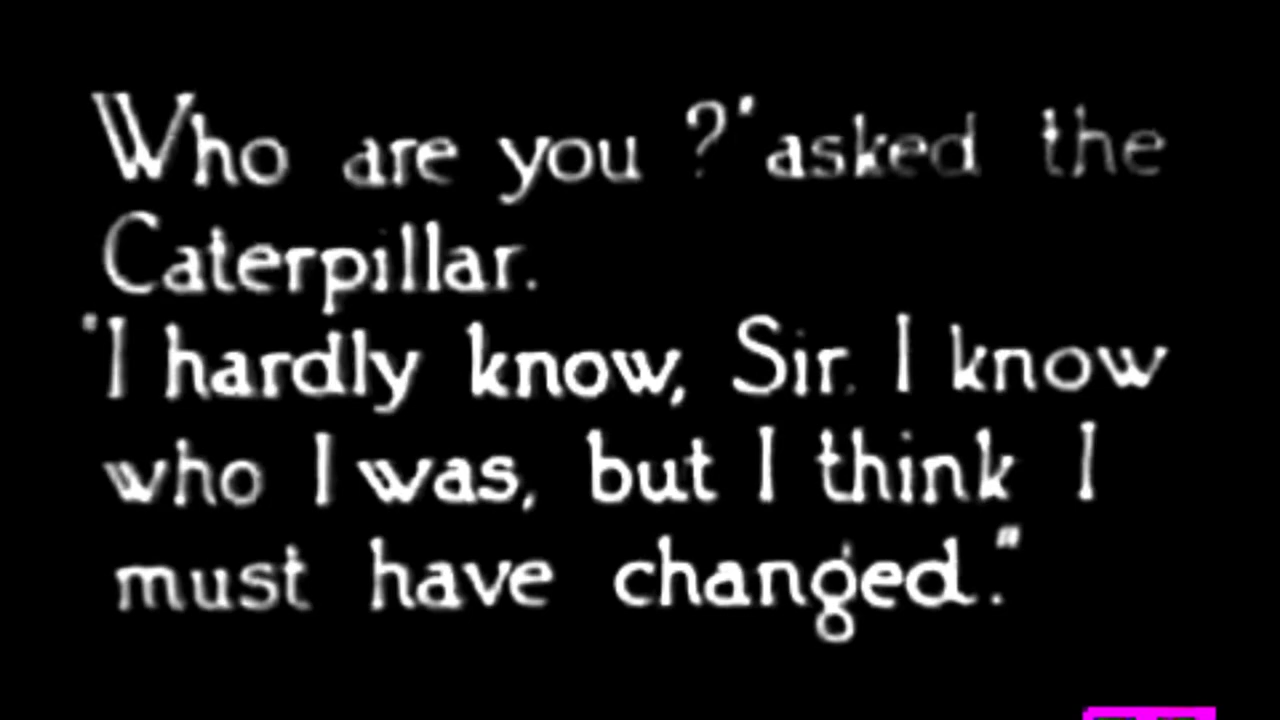 Who are you ?" asked the
Caterpillar.
"I hardly know, Sir. I know
who I was, but I think I
must have changed."